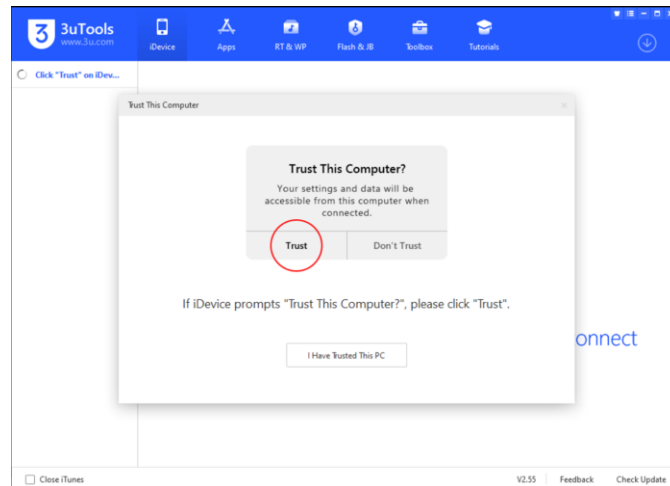 3uTools
www.3u.com
iDevice
Apps
RT & WP
Flash & JB
Toolbox
Tutorials
Click "Trust" on iDev...
Trust This Computer
Trust This Computer?
Your settings and data will be
accessible from this computer when
connected.
Trust
Don't Trust
If iDevice prompts "Trust This Computer?", please click "Trust".
onnect
I Have Trusted This PC
Close iTunes
V2.55
Feedback
Check Update